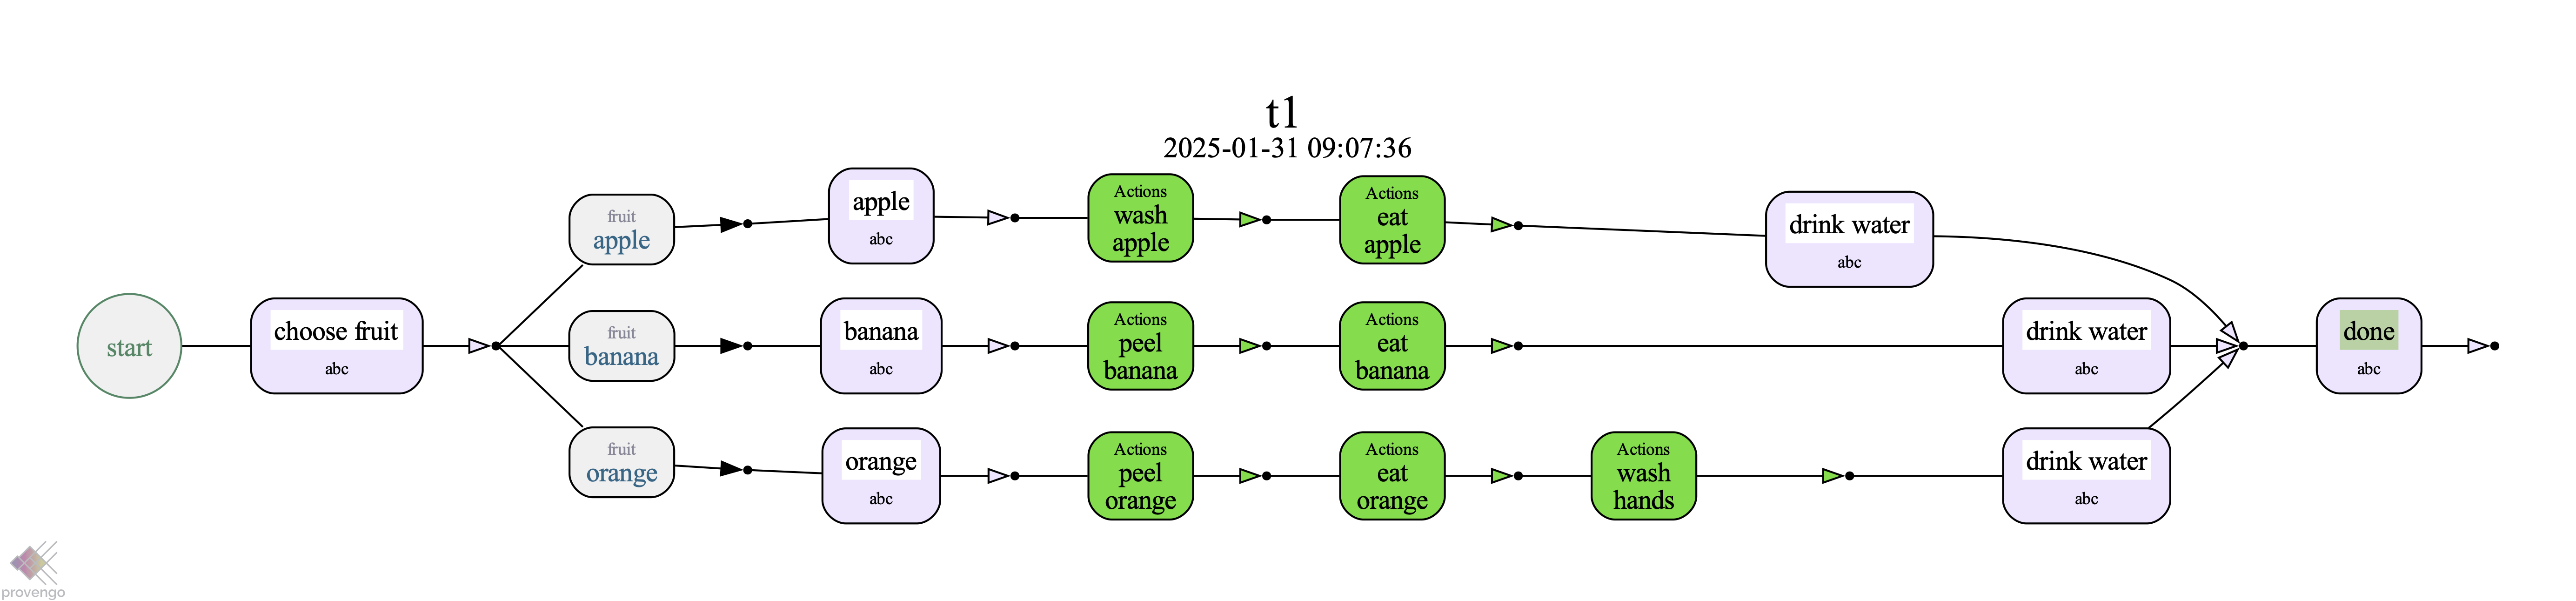 t1
2025-01-31 09:07:36
start
choose fruit
abc
fruit
apple
apple
abc
Actions
wash
apple
Actions
eat
apple
drink water
abc
fruit
banana
banana
abc
Actions
peel
banana
Actions
eat
banana
drink water
abc
fruit
orange
orange
abc
Actions
peel
orange
Actions
eat
orange
Actions
wash
hands
drink water
abc
done
abc
provengo